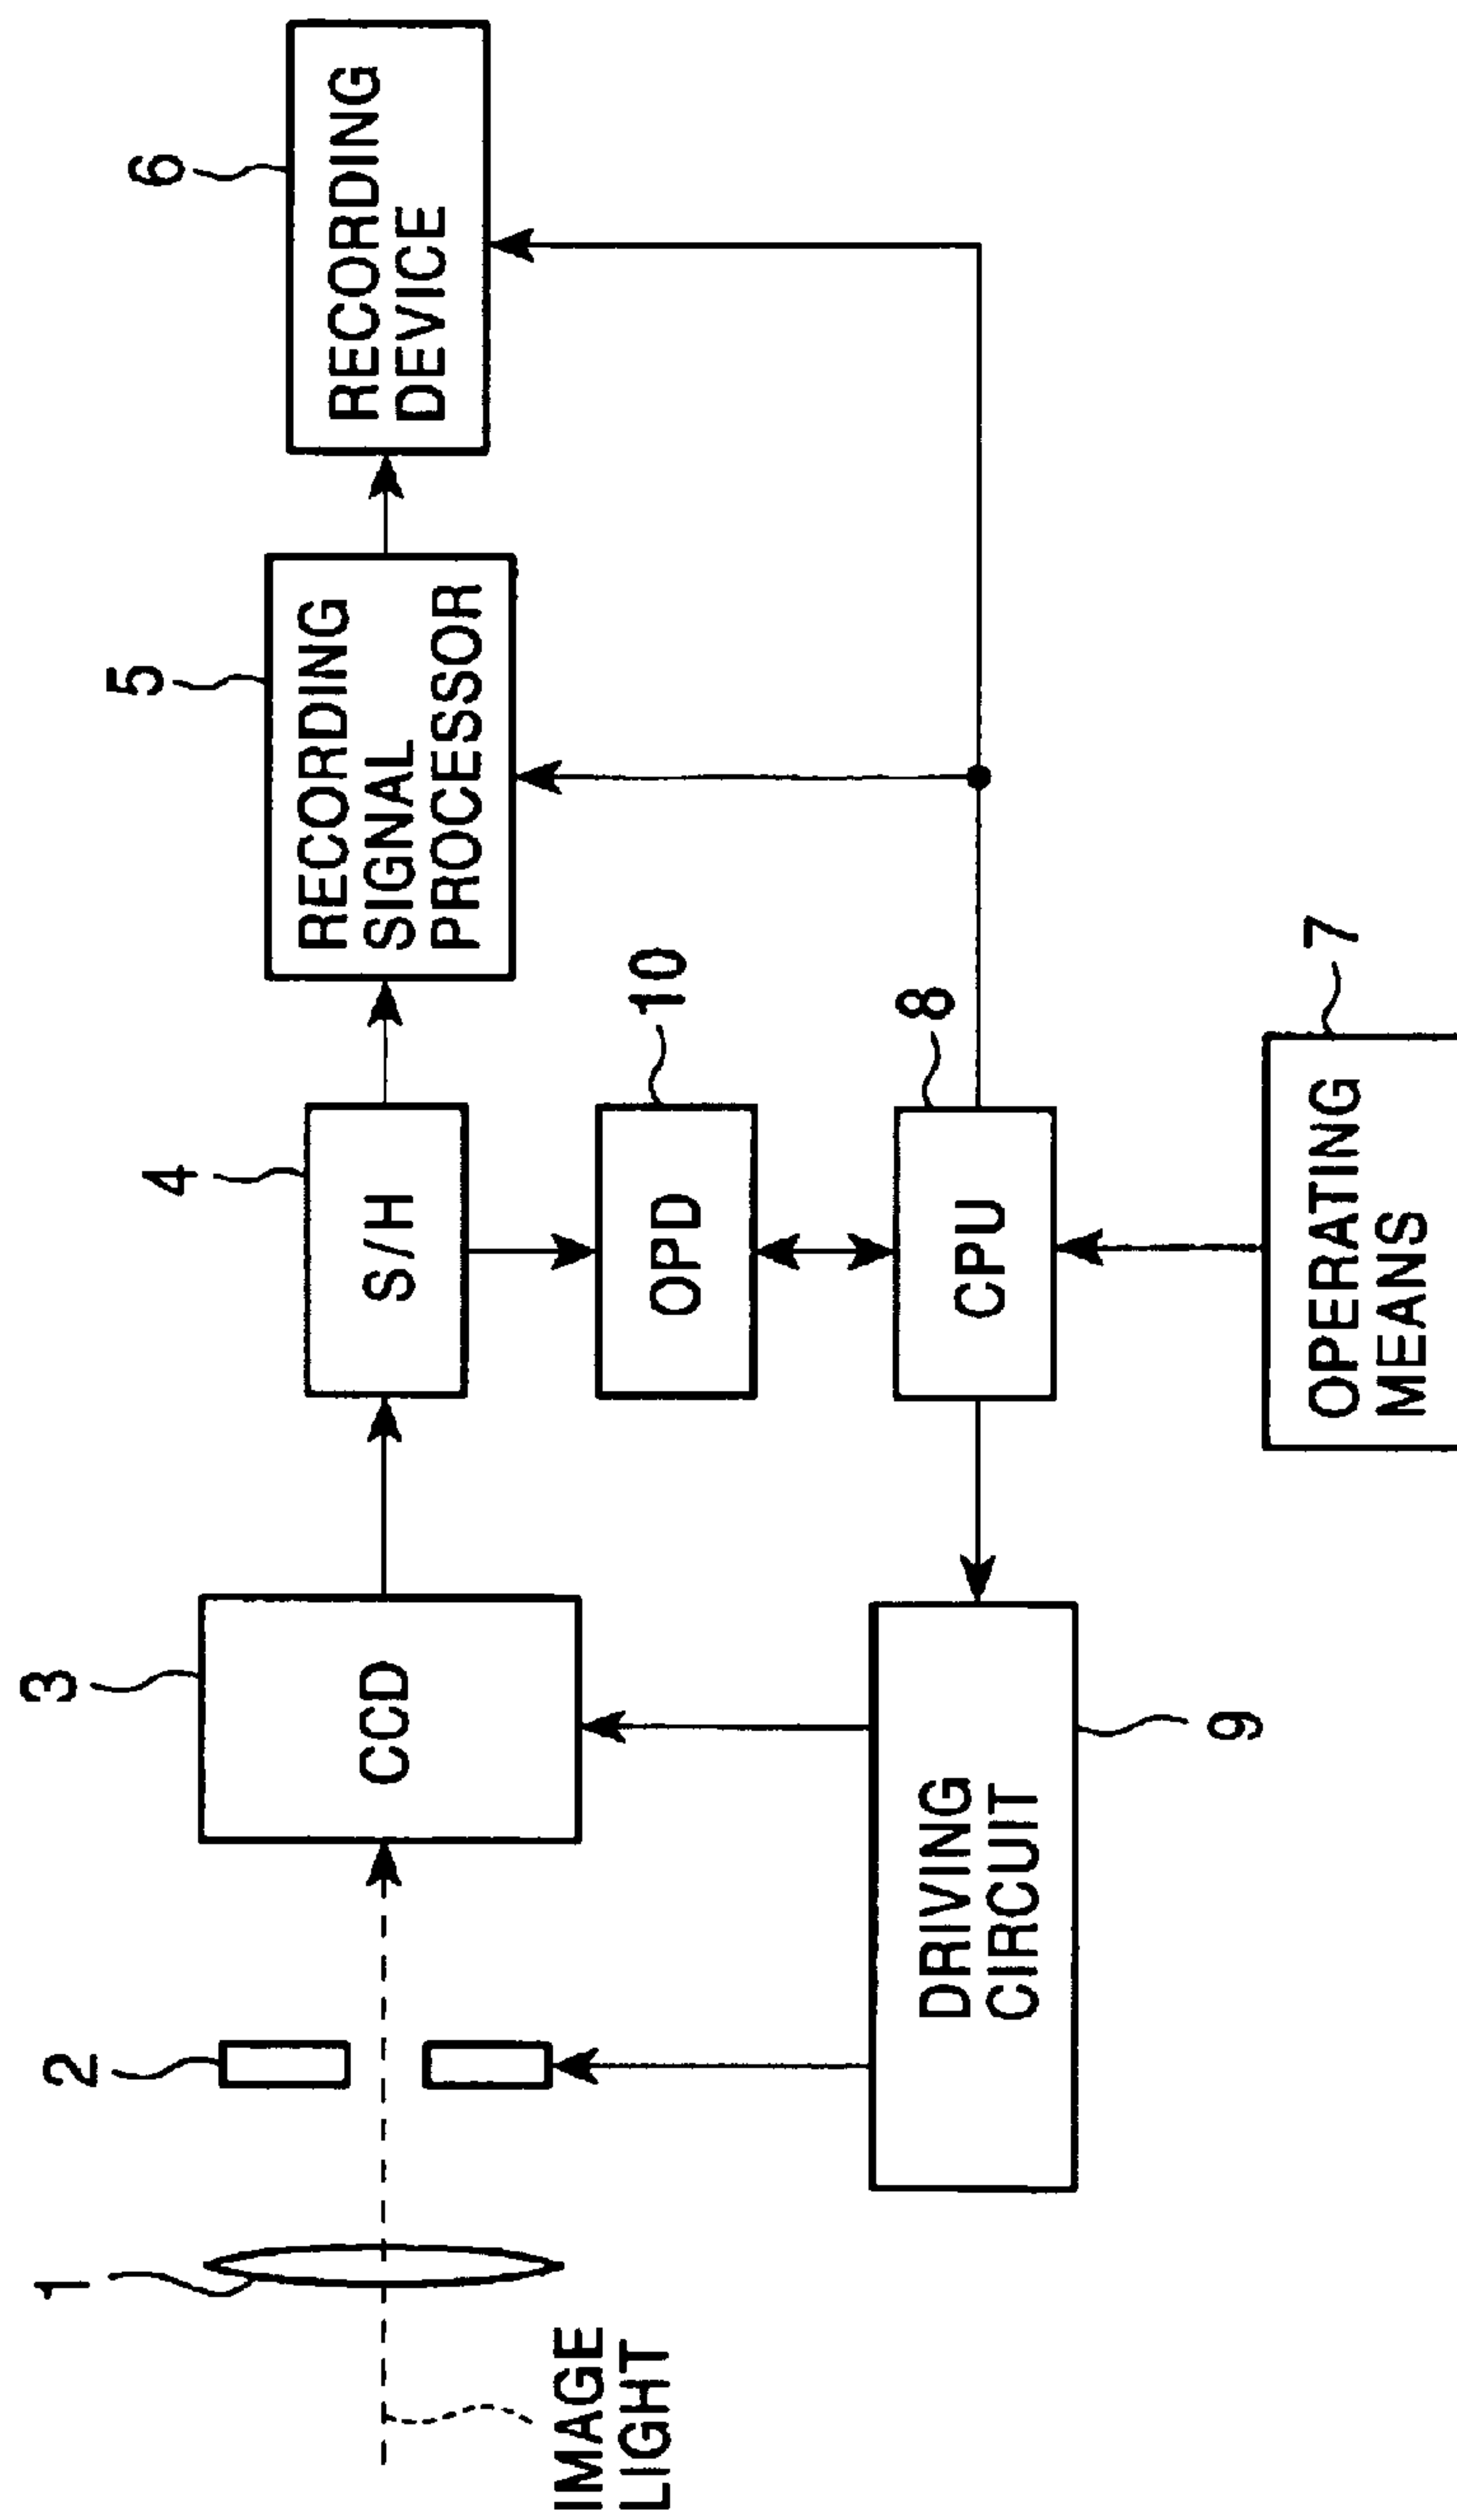 1
2
3
4
5
6
IMAGE
LIGHT
CCD
S/H
RECORDING
SIGNAL
PROCESSOR
RECORDING
DEVICE
OPD
10
CPU
8
DRIVING
CIRCUIT
9
OPERATING
MEANS
7